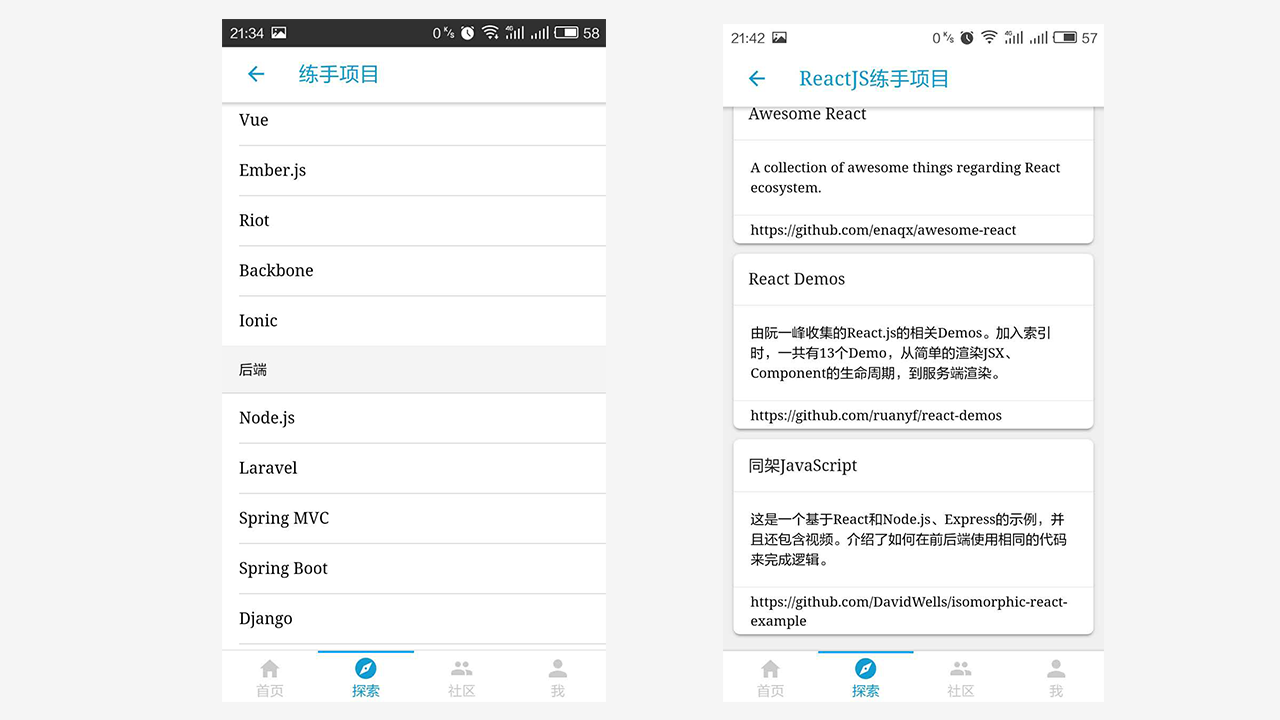 21:34 0 K/s 4G 58
练手项目
Vue
Ember.js
Riot
Backbone
Ionic
后端
Node.js
Laravel
Spring MVC
Spring Boot
Django
首页 探索 社区 我
21:42 0 K/s 4G 57
ReactJS练手项目
Awesome React
A collection of awesome things regarding React
ecosystem.
https://github.com/enaqx/awesome-react
React Demos
由阮一峰收集的React.js的相关Demos。加入索引
时，一共有13个Demo，从简单的渲染JSX、
Component的生命周期，到服务端渲染。
https://github.com/ruanyf/react-demos
同架JavaScript
这是一个基于React和Node.js、Express的示例，并
且还包含视频。介绍了如何在前后端使用相同的代码
来完成逻辑。
https://github.com/DavidWells/isomorphic-react-
example
首页 探索 社区 我